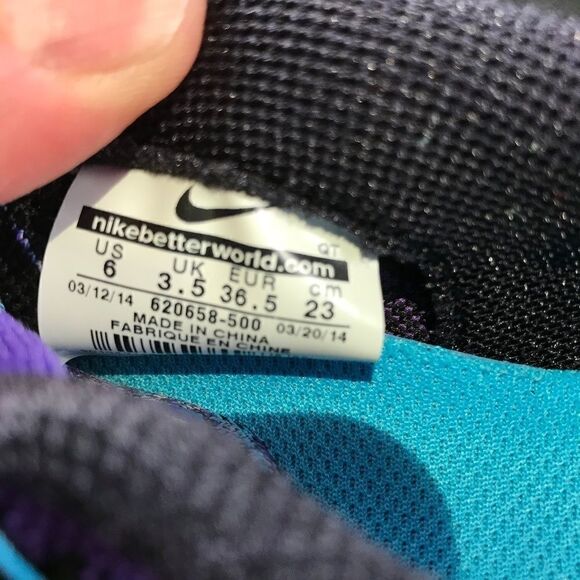 nikebetterworld.com
QT
US UK EUR cm
6 3.5 36.5 23
03/12/14 620658-500 03/20/14
MADE IN CHINA
FABRIQUE EN CHINE